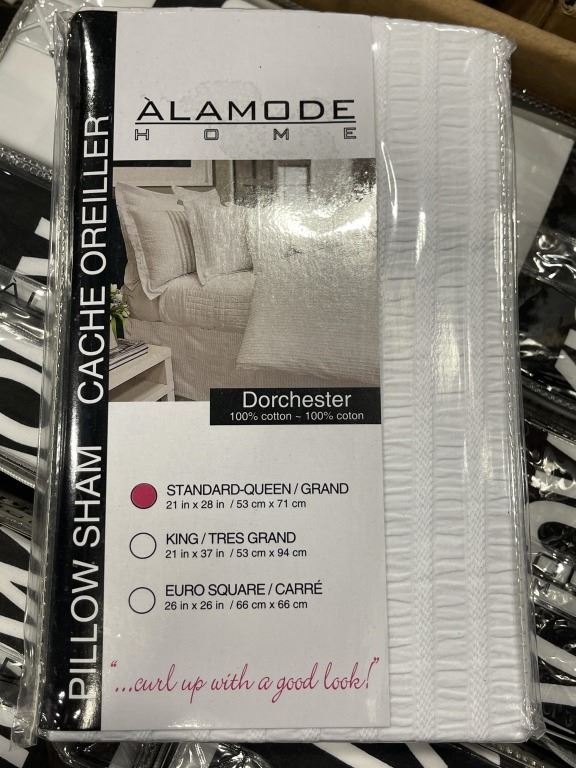 ÀLAMODE
HOME
PILLOW SHAM CACHE OREILLER
Dorchester
100% cotton ~ 100% coton
STANDARD-QUEEN / GRAND
21 in x 28 in / 53 cm x 71 cm
KING / TRES GRAND
21 in x 37 in / 53 cm x 94 cm
EURO SQUARE / CARRÉ
26 in x 26 in / 66 cm x 66 cm
"...curl up with a good look!"